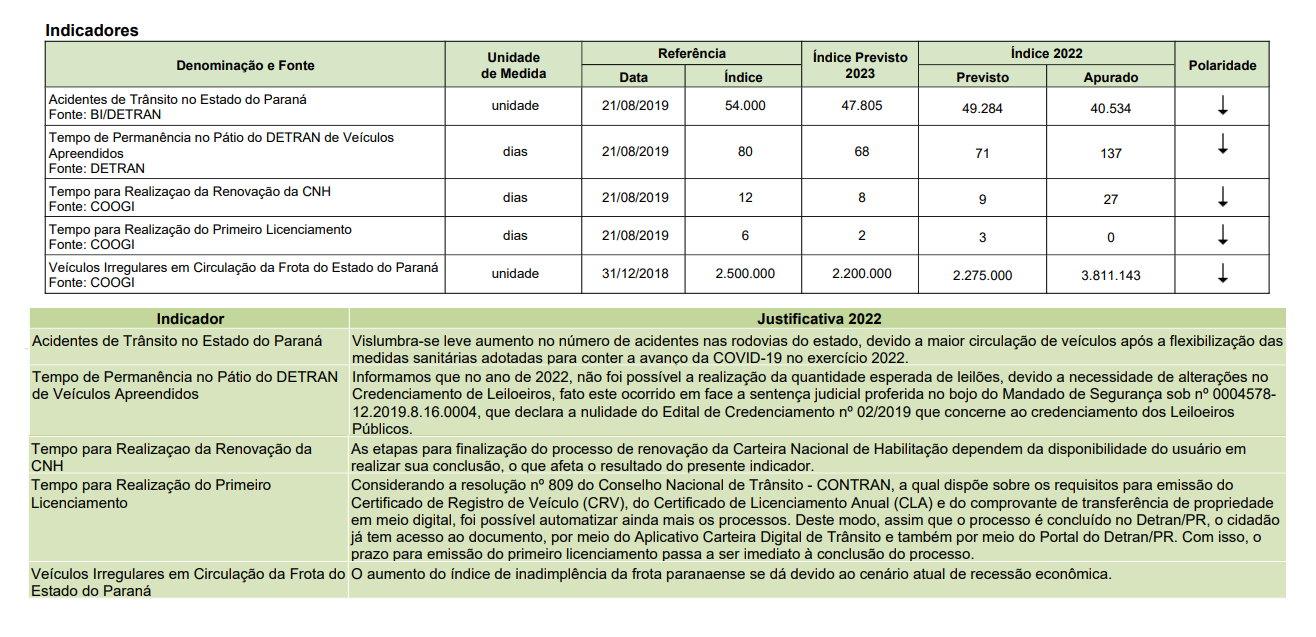 Indicadores
Denominação e Fonte
Unidade
de Medida
Referência
Data
Índice
Índice Previsto
2023
Índice 2022
Previsto
Apurado
Polaridade
Acidentes de Trânsito no Estado do Paraná
Fonte: BI/DETRAN
unidade
21/08/2019
54.000
47.805
49.284
40.534
Tempo de Permanência no Pátio do DETRAN de Veículos
Apreendidos
Fonte: DETRAN
dias
21/08/2019
80
68
71
137
Tempo para Realizaçao da Renovação da CNH
Fonte: COOGI
dias
21/08/2019
12
8
9
27
Tempo para Realização do Primeiro Licenciamento
Fonte: COOGI
dias
21/08/2019
6
2
3
0
Veículos Irregulares em Circulação da Frota do Estado do Paraná
Fonte: COOGI
unidade
31/12/2018
2.500.000
2.200.000
2.275.000
3.811.143
Indicador
Justificativa 2022
Acidentes de Trânsito no Estado do Paraná
Vislumbra-se leve aumento no número de acidentes nas rodovias do estado, devido a maior circulação de veículos após a flexibilização das
medidas sanitárias adotadas para conter a avanço da COVID-19 no exercício 2022.
Tempo de Permanência no Pátio do DETRAN
de Veículos Apreendidos
Informamos que no ano de 2022, não foi possível a realização da quantidade esperada de leilões, devido a necessidade de alterações no
Credenciamento de Leiloeiros, fato este ocorrido em face a sentença judicial proferida no bojo do Mandado de Segurança sob nº 0004578-
12.2019.8.16.0004, que declara a nulidade do Edital de Credenciamento nº 02/2019 que concerne ao credenciamento dos Leiloeiros
Públicos.
Tempo para Realizaçao da Renovação da
CNH
As etapas para finalização do processo de renovação da Carteira Nacional de Habilitação dependem da disponibilidade do usuário em
realizar sua conclusão, o que afeta o resultado do presente indicador.
Tempo para Realização do Primeiro
Licenciamento
Considerando a resolução nº 809 do Conselho Nacional de Trânsito - CONTRAN, a qual dispõe sobre os requisitos para emissão do
Certificado de Registro de Veículo (CRV), do Certificado de Licenciamento Anual (CLA) e do comprovante de transferência de propriedade
em meio digital, foi possível automatizar ainda mais os processos. Deste modo, assim que o processo é concluído no Detran/PR, o cidadão
já tem acesso ao documento, por meio do Aplicativo Carteira Digital de Trânsito e também por meio do Portal do Detran/PR. Com isso, o
prazo para emissão do primeiro licenciamento passa a ser imediato à conclusão do processo.
Veículos Irregulares em Circulação da Frota do
Estado do Paraná
O aumento do índice de inadimplência da frota paranaense se dá devido ao cenário atual de recessão econômica.